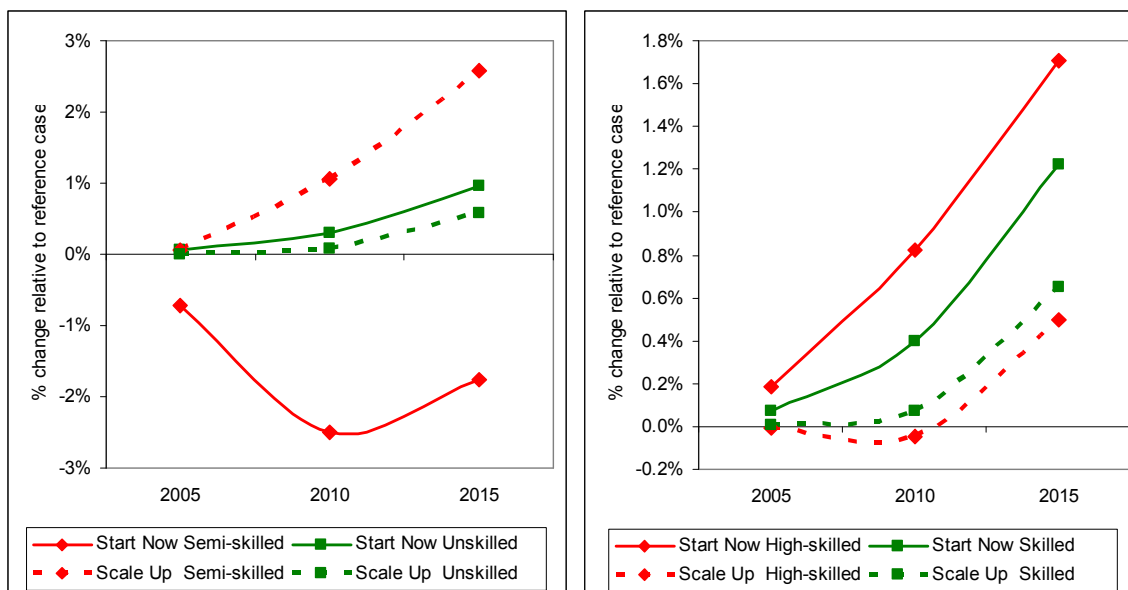 % change relative to reference case
3%
2%
1%
0%
-1%
-2%
-3%
2005 2010 2015
Start Now Semi-skilled Start Now Unskilled
Scale Up Semi-skilled Scale Up Unskilled
% change relative to reference case
1.8%
1.6%
1.4%
1.2%
1.0%
0.8%
0.6%
0.4%
0.2%
0.0%
-0.2%
2005 2010 2015
Start Now High-skilled Start Now Skilled
Scale Up High-skilled Scale Up Skilled